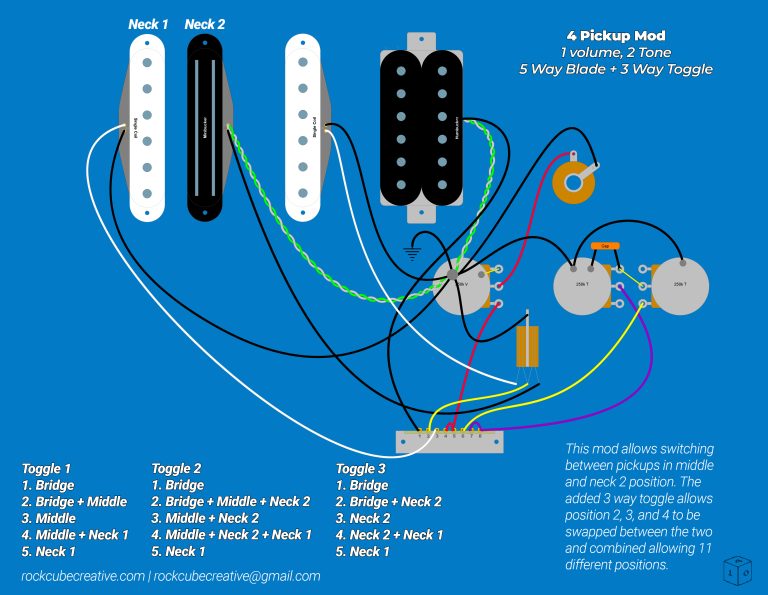 Neck 1
Neck 2
4 Pickup Mod
1 volume, 2 Tone
5 Way Blade + 3 Way Toggle
Single Coil
Minibucker
Single Coil
Humbucker
Cap
250k V
250k T
250k T
1 2 3 4 5 6 7 8
Toggle 1
1. Bridge
2. Bridge + Middle
3. Middle
4. Middle + Neck 1
5. Neck 1
Toggle 2
1. Bridge
2. Bridge + Middle + Neck 2
3. Middle + Neck 2
4. Middle + Neck 2 + Neck 1
5. Neck 1
Toggle 3
1. Bridge
2. Bridge + Neck 2
3. Neck 2
4. Neck 2 + Neck 1
5. Neck 1
This mod allows switching
between pickups in middle
and neck 2 position. The
added 3 way toggle allows
position 2, 3, and 4 to be
swapped between the two
and combined allowing 11
different positions.
rockcubecreative.com | rockcubecreative@gmail.com